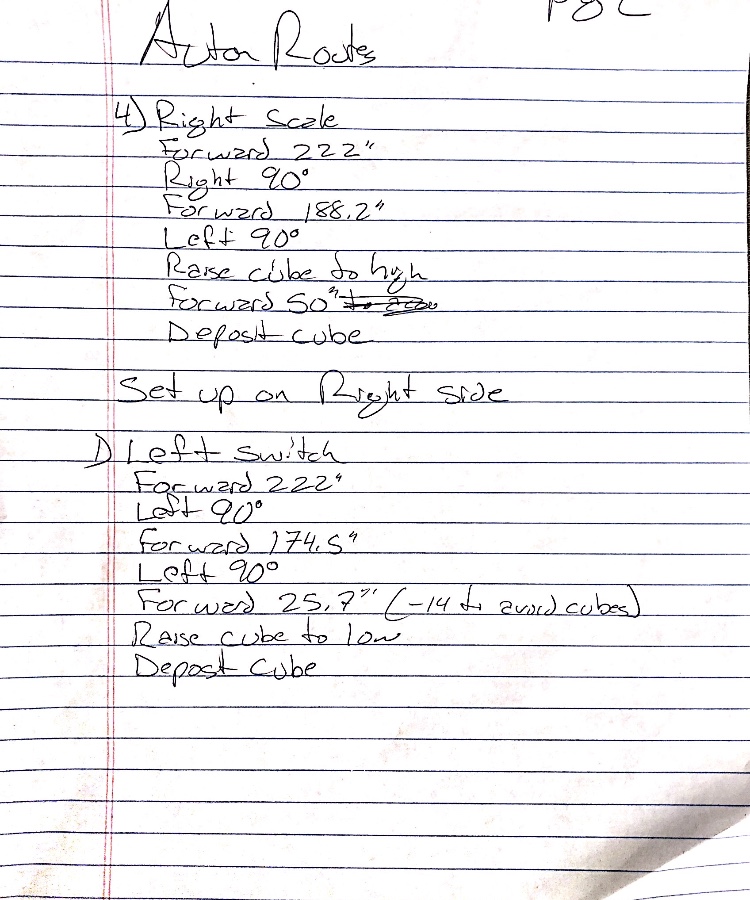 Pg 2
Auton Routes
4) Right Scale
Forward 222"
Right 90°
Forward 188.2"
Left 90°
Raise cube to high
Forward 50"
Deposit cube
Set up on Right side
1) Left switch
Forward 222"
Left 90°
Forward 174.5"
Left 90°
Forward 25.7" (-14 to avoid cubes)
Raise cube to low
Deposit Cube